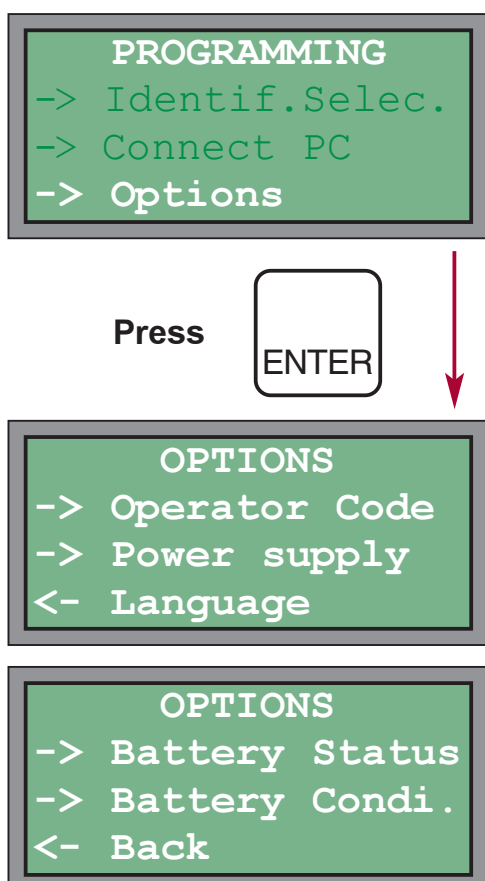 PROGRAMMING
-> Identif.Selec.
-> Connect PC
-> Options
Press
ENTER
OPTIONS
-> Operator Code
-> Power supply
<- Language
OPTIONS
-> Battery Status
-> Battery Condi.
<- Back